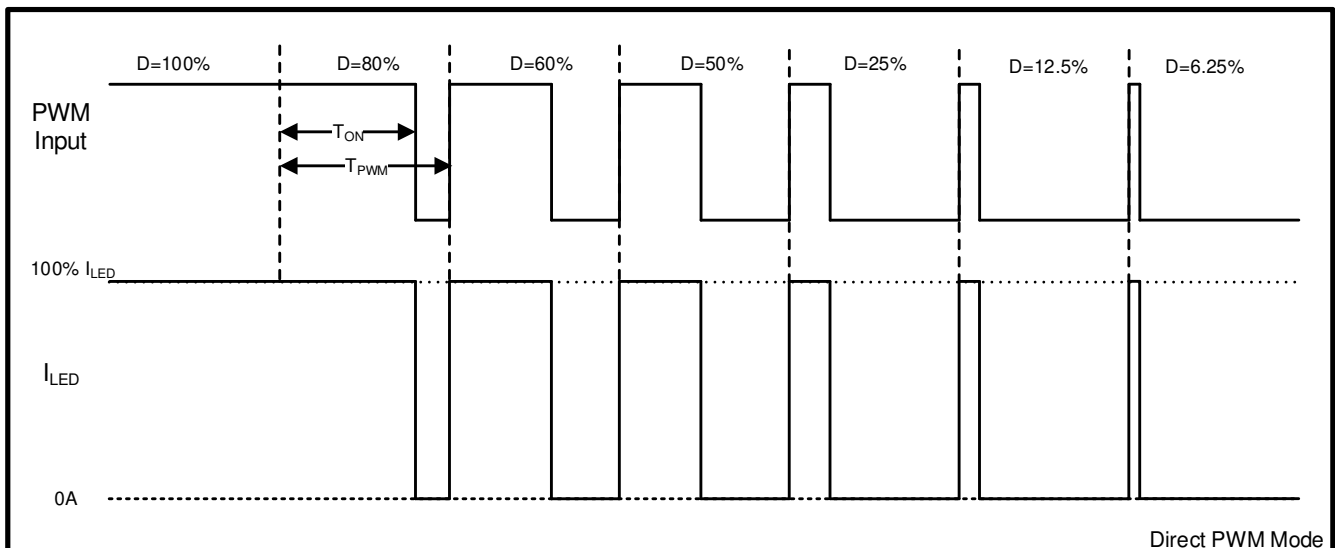 D=100% D=80% D=60% D=50% D=25% D=12.5% D=6.25%
PWM
Input
TON
TPWM
100% ILED
ILED
0A
Direct PWM Mode